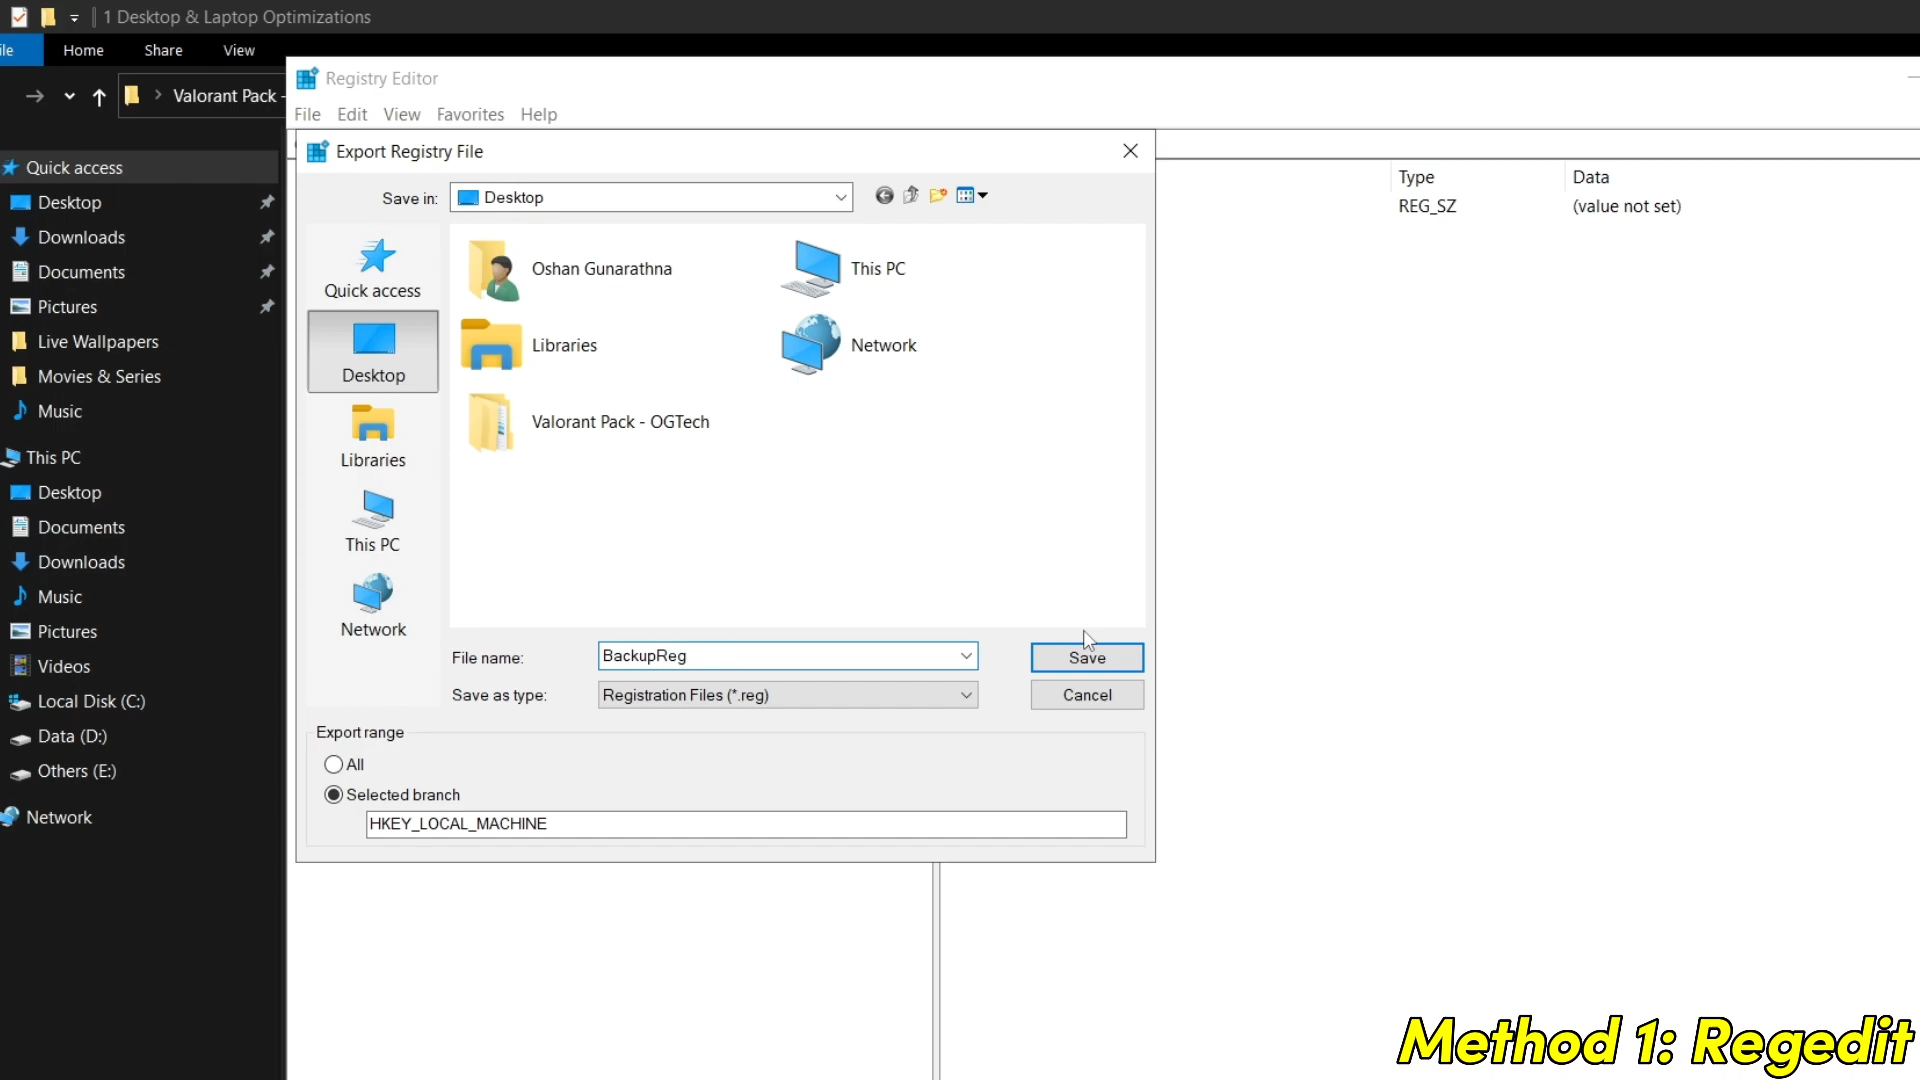 1 Desktop & Laptop Optimizations
ile
Home
Share
View
Valorant Pack -
Quick access
Desktop
Downloads
Documents
Pictures
Live Wallpapers
Movies & Series
Music
This PC
Desktop
Documents
Downloads
Music
Pictures
Videos
Local Disk (C:)
Data (D:)
Others (E:)
Network
Registry Editor
File
Edit
View
Favorites
Help
Export Registry File
Save in:
Desktop
Quick access
Desktop
Libraries
This PC
Network
Oshan Gunarathna
This PC
Libraries
Network
Valorant Pack - OGTech
File name:
BackupReg
Save
Save as type:
Registration Files (*.reg)
Cancel
Export range
All
Selected branch
HKEY_LOCAL_MACHINE
Type
Data
REG_SZ
(value not set)
Method 1: Regedit